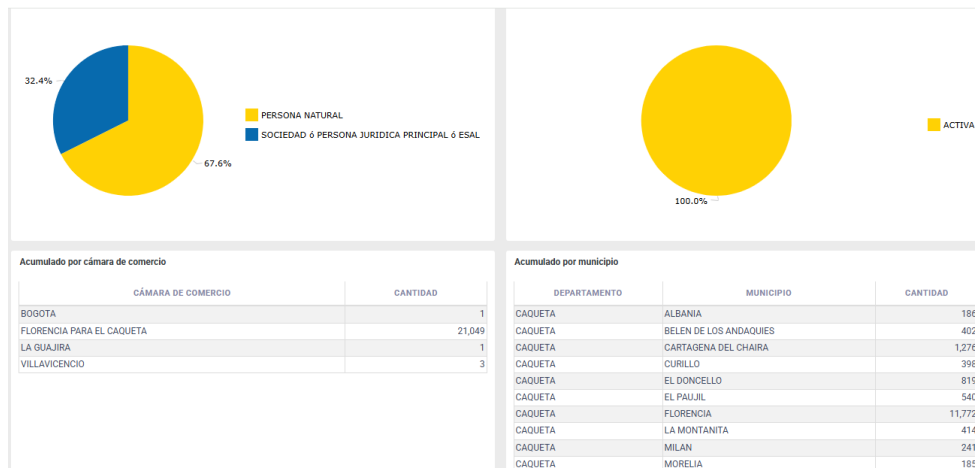 32.4%
PERSONA NATURAL
SOCIEDAD ó PERSONA JURIDICA PRINCIPAL ó ESAL
67.6%
ACTIVA
100.0%
Acumulado por cámara de comercio
CÁMARA DE COMERCIO CANTIDAD
BOGOTA 1
FLORENCIA PARA EL CAQUETA 21,049
LA GUAJIRA 1
VILLAVICENCIO 3
Acumulado por municipio
DEPARTAMENTO MUNICIPIO CANTIDAD
CAQUETA ALBANIA 186
CAQUETA BELEN DE LOS ANDAQUIES 402
CAQUETA CARTAGENA DEL CHAIRA 1,276
CAQUETA CURILLO 398
CAQUETA EL DONCELLO 819
CAQUETA EL PAUJIL 540
CAQUETA FLORENCIA 11,772
CAQUETA LA MONTANITA 414
CAQUETA MILAN 241
CAQUETA MORELIA 185